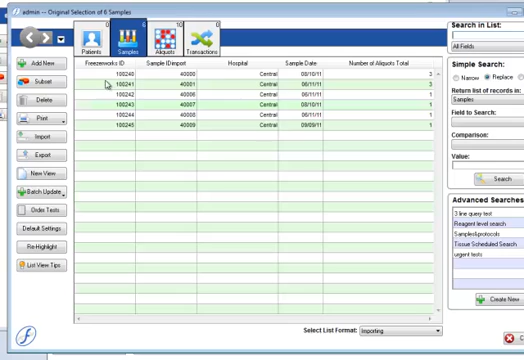 admin -- Original Selection of 6 Samples
0 6 10 0
Patients Samples Aliquots Transactions
Search in List:
All Fields
Simple Search:
Narrow Replace
Return list of records in:
Samples
Field to Search:
Comparison:
Value:
Search
Advanced Searches:
3 line query test
Reagent level search
Samples&protocols
Tissue Scheduled Search
urgent tests
Create New
Add New
Subset
Delete
Print
Import
Export
New View
Batch Update
Order Tests
Default Settings
Re-Highlight
List View Tips
Freezerworks ID Sample IDimport Hospital Sample Date Number of Aliquots Total
100240 40000 Central 08/10/11 3
100241 40001 Central 06/11/11 3
100242 40006 Central 06/11/11 1
100243 40007 Central 08/10/11 1
100244 40008 Central 06/11/11 1
100245 40009 Central 09/09/11 1
Select List Format: Importing